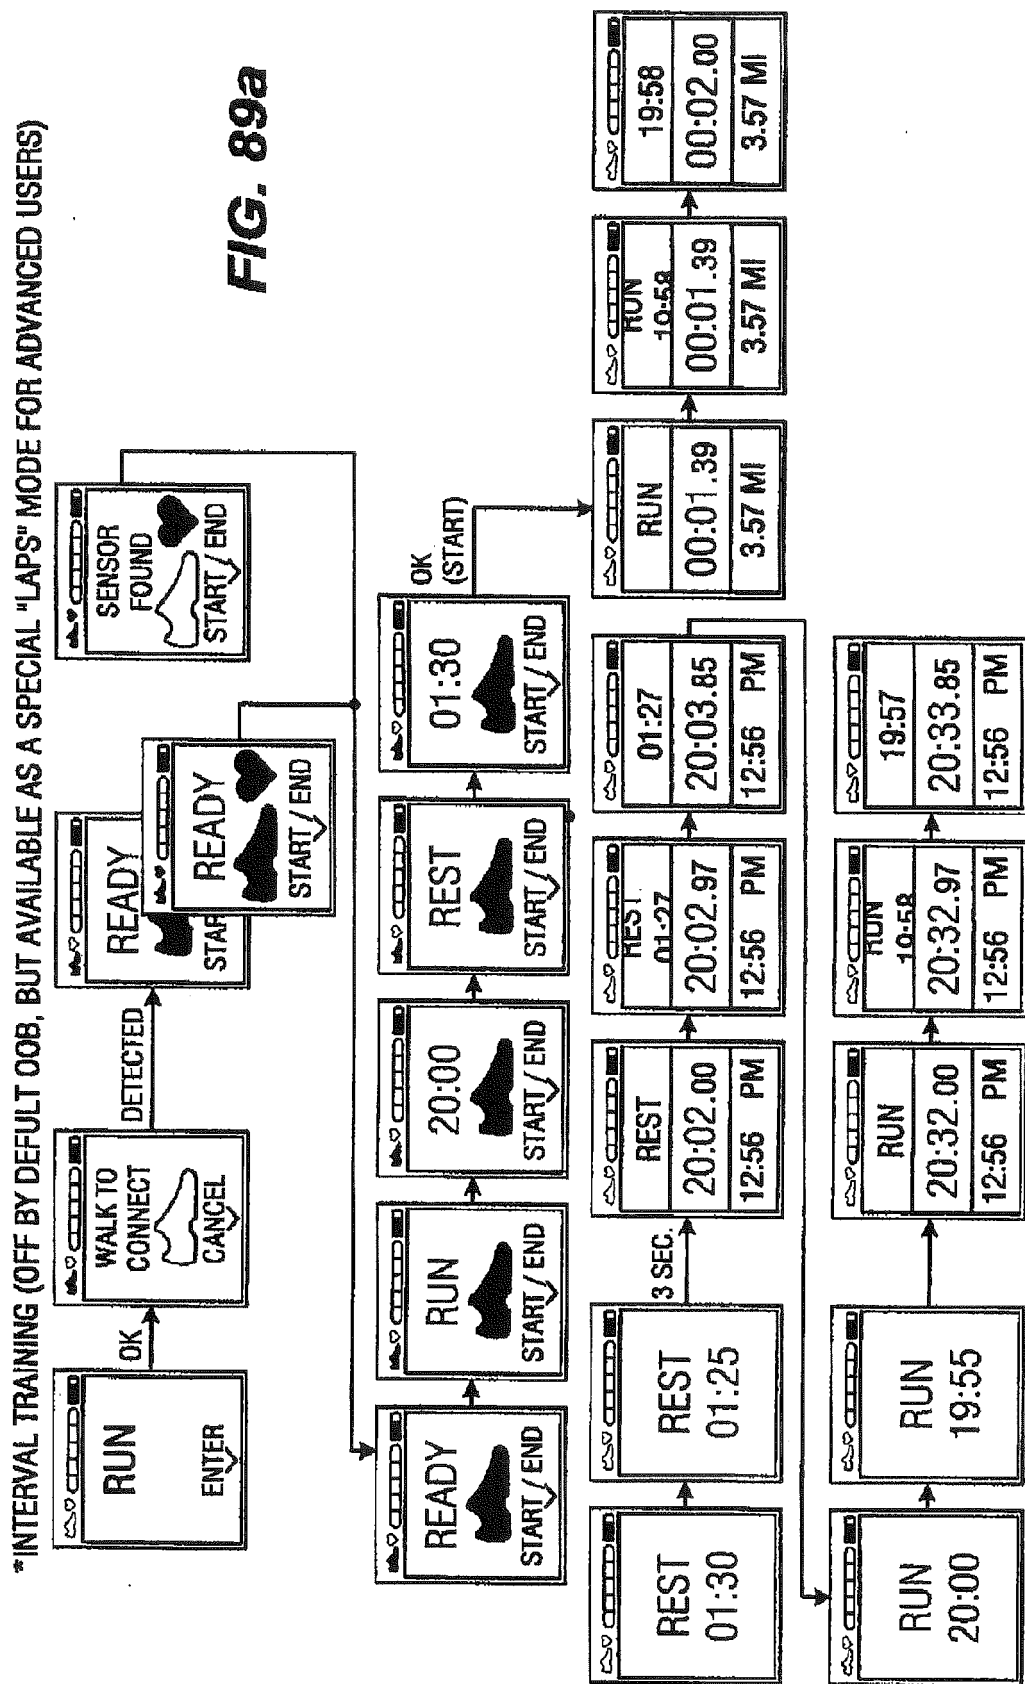 *INTERVAL TRAINING (OFF BY DEFULT OOB, BUT AVAILABLE AS A SPECIAL "LAPS" MODE FOR ADVANCED USERS)
FIG. 89a
RUN
ENTER
OK
WALK TO
CONNECT
CANCEL
DETECTED
READY
STAR
READY
START / END
SENSOR
FOUND
START / END
READY
START / END
RUN
START / END
20:00
START / END
REST
START / END
01:30
START / END
OK
(START)
RUN
00:01.39
3.57 MI
RUN
19:58
00:01.39
3.57 MI
19:58
00:02.00
3.57 MI
REST
01:30
REST
01:25
3 SEC.
REST
20:02.00
12:56 PM
REST
01:27
20:02.97
12:56 PM
01:27
20:03.85
12:56 PM
RUN
20:00
RUN
19:55
RUN
20:32.00
12:56 PM
RUN
19:58
20:32.97
12:56 PM
19:57
20:33.85
12:56 PM